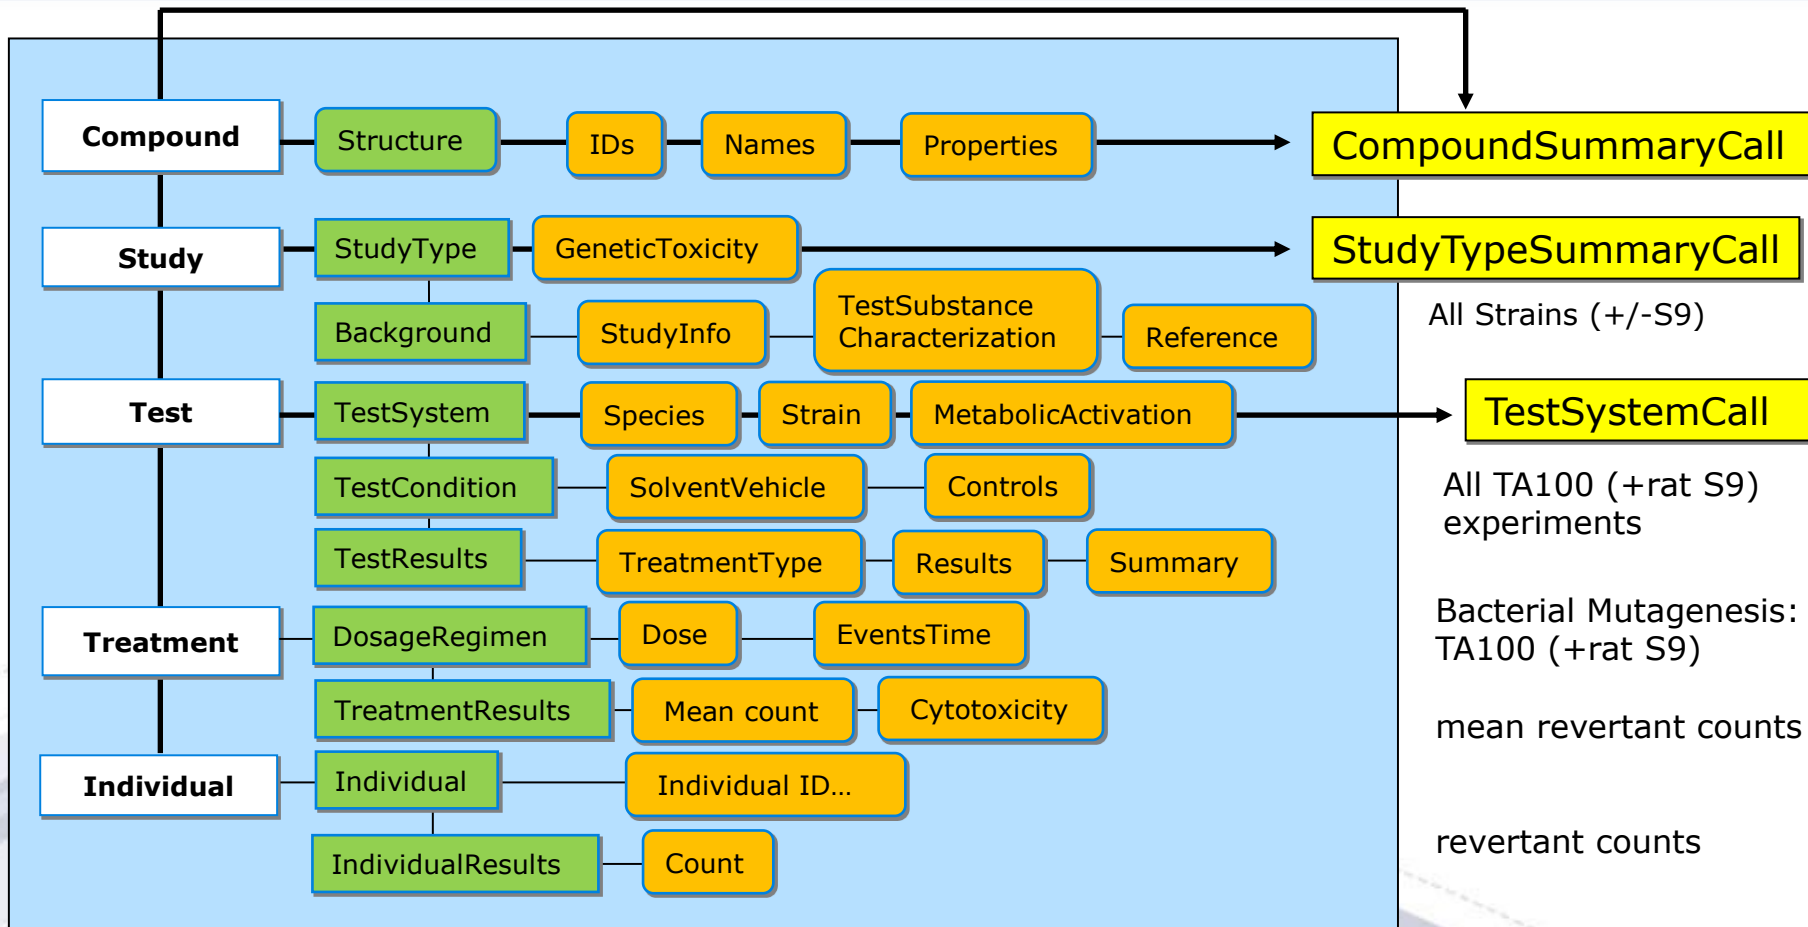 Compound
Structure
IDs
Names
Properties
CompoundSummaryCall
Study
StudyType
GeneticToxicity
StudyTypeSummaryCall
Background
StudyInfo
TestSubstance
Characterization
Reference
All Strains (+/-S9)
Test
TestSystem
Species
Strain
MetabolicActivation
TestSystemCall
TestCondition
SolventVehicle
Controls
All TA100 (+rat S9)
experiments
TestResults
TreatmentType
Results
Summary
Treatment
DosageRegimen
Dose
EventsTime
Bacterial Mutagenesis:
TA100 (+rat S9)
TreatmentResults
Mean count
Cytotoxicity
mean revertant counts
Individual
Individual
Individual ID...
IndividualResults
Count
revertant counts